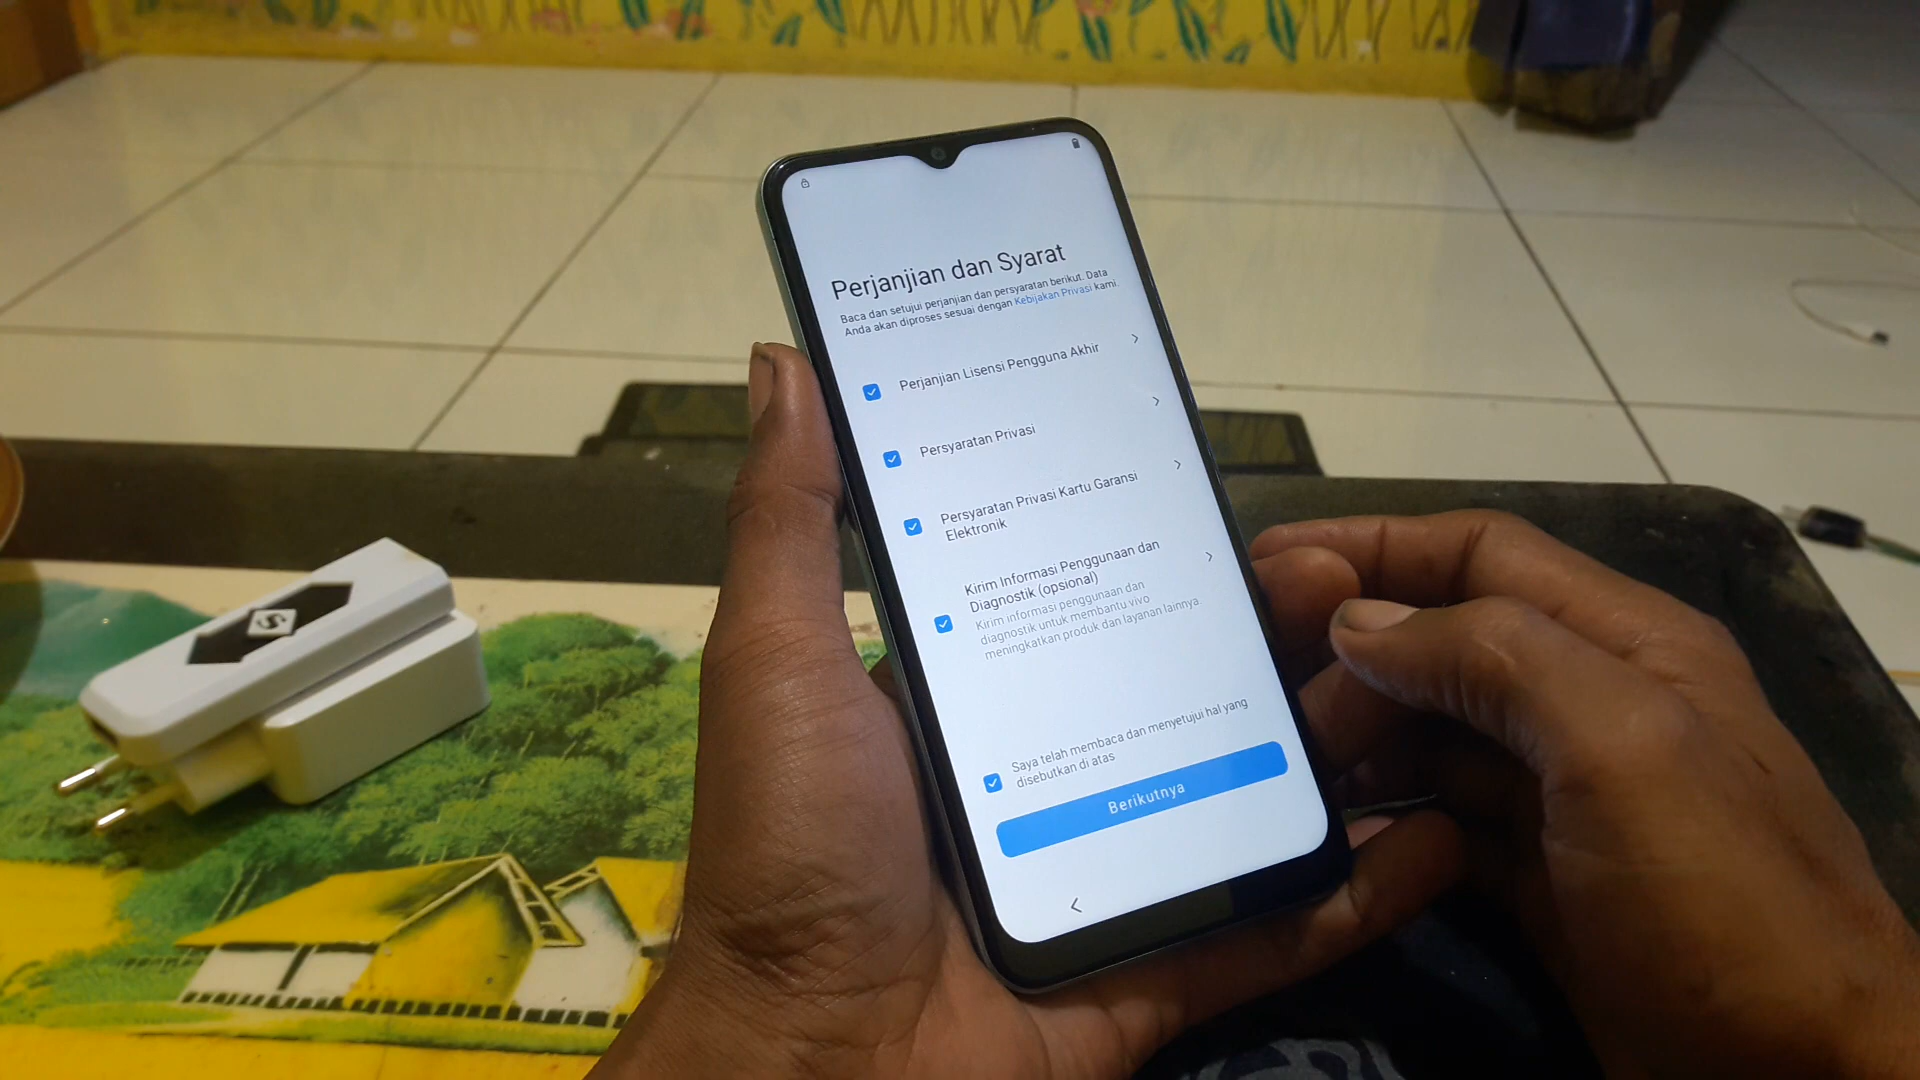 Perjanjian dan Syarat
Baca dan setujui perjanjian dan persyaratan berikut. Data
Anda akan diproses sesuai dengan Kebijakan Privasi kami.
Perjanjian Lisensi Pengguna Akhir
Persyaratan Privasi
Persyaratan Privasi Kartu Garansi
Elektronik
Kirim Informasi Penggunaan dan
Diagnostik (opsional)
Kirim informasi penggunaan dan
diagnostik untuk membantu vivo
meningkatkan produk dan layanan lainnya.
Saya telah membaca dan menyetujui hal yang
disebutkan di atas
Berikutnya
S